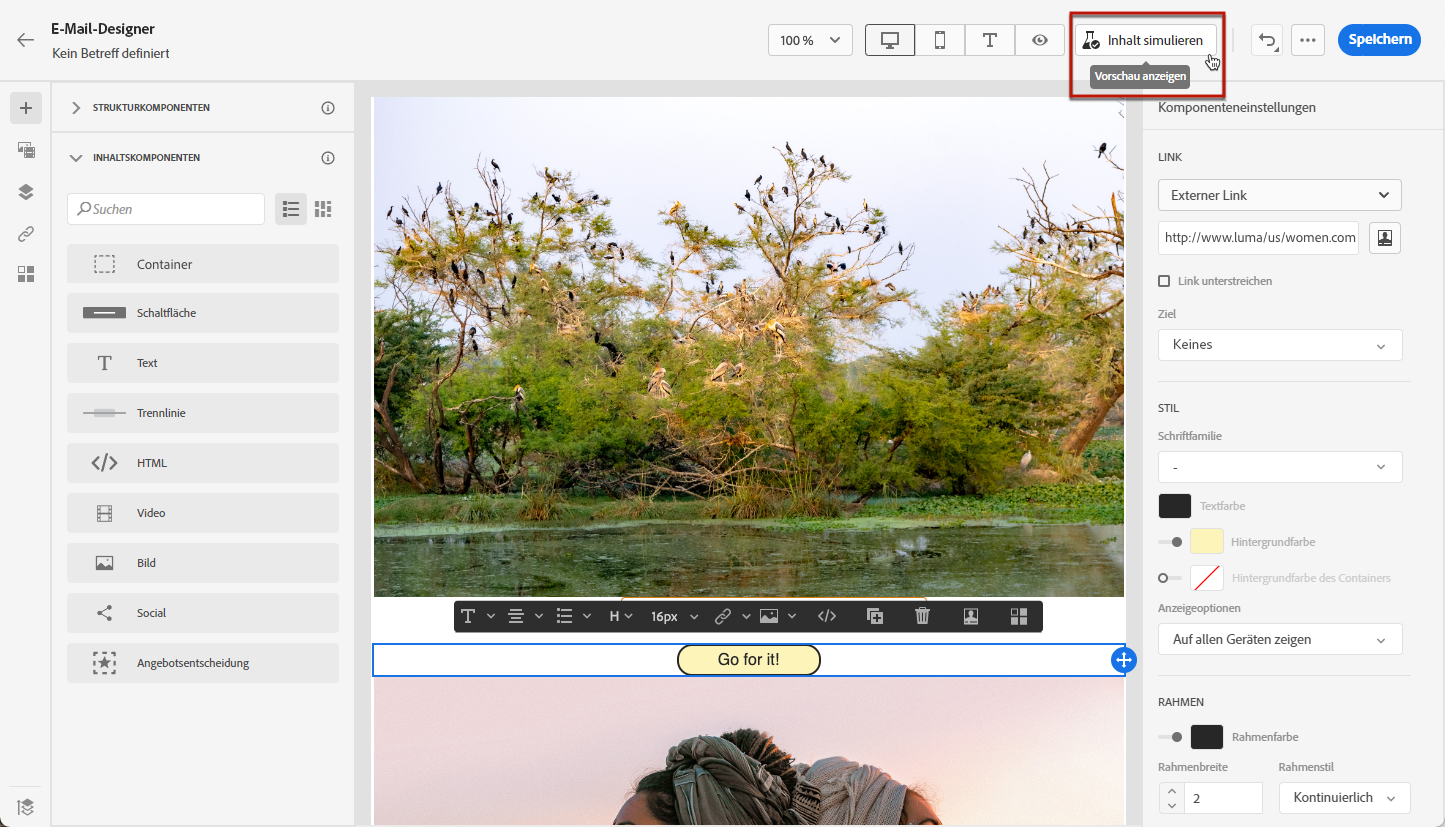 E-Mail-Designer
Kein Betreff definiert
100 %
Inhalt simulieren
Speichern
Vorschau anzeigen
STRUKTURKOMPONENTEN
INHALTSKOMPONENTEN
Suchen
Container
Schaltfläche
Text
Trennlinie
HTML
Video
Bild
Social
Angebotsentscheidung
H
16px
Go for it!
Komponenteneinstellungen
LINK
Externer Link
http://www.luma/us/women.com
Link unterstreichen
Ziel
Keines
STIL
Schriftfamilie
-
Textfarbe
Hintergrundfarbe
Hintergrundfarbe des Containers
Anzeigeoptionen
Auf allen Geräten zeigen
RAHMEN
Rahmenfarbe
Rahmenbreite Rahmenstil
2 Kontinuierlich